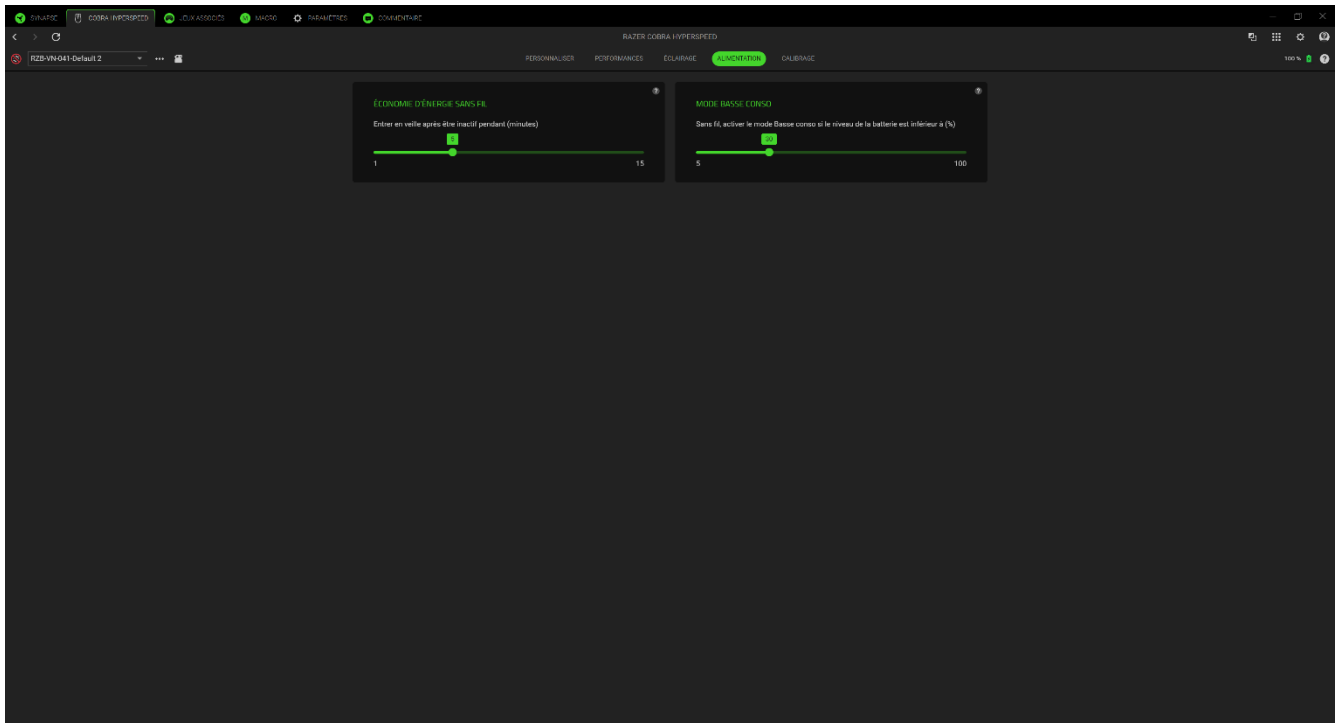 SYNAPSE COBRA HYPERSPEED JEUX ASSOCIÉS MACRO PARAMÈTRES COMMENTAIRE
RAZER COBRA HYPERSPEED
RZB-VN-041-Default 2
PERSONNALISER PERFORMANCES ÉCLAIRAGE ALIMENTATION CALIBRAGE
100 %
ÉCONOMIE D'ÉNERGIE SANS FIL
Entrer en veille après être inactif pendant (minutes)
5
1 15
MODE BASSE CONSO
Sans fil, activer le mode Basse conso si le niveau de la batterie est inférieur à (%)
30
5 100